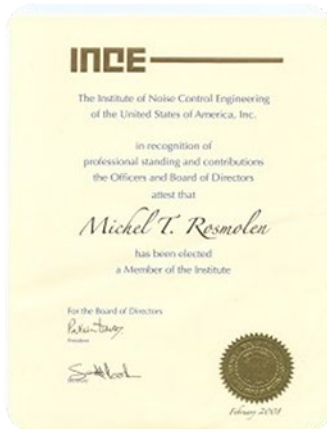 INCE
The Institute of Noise Control Engineering
of the United States of America, Inc.
in recognition of
professional standing and contributions
the Officers and Board of Directors
attest that
Michel T. Rosmolen
has been elected
a Member of the Institute
For the Board of Directors
President
February 2001